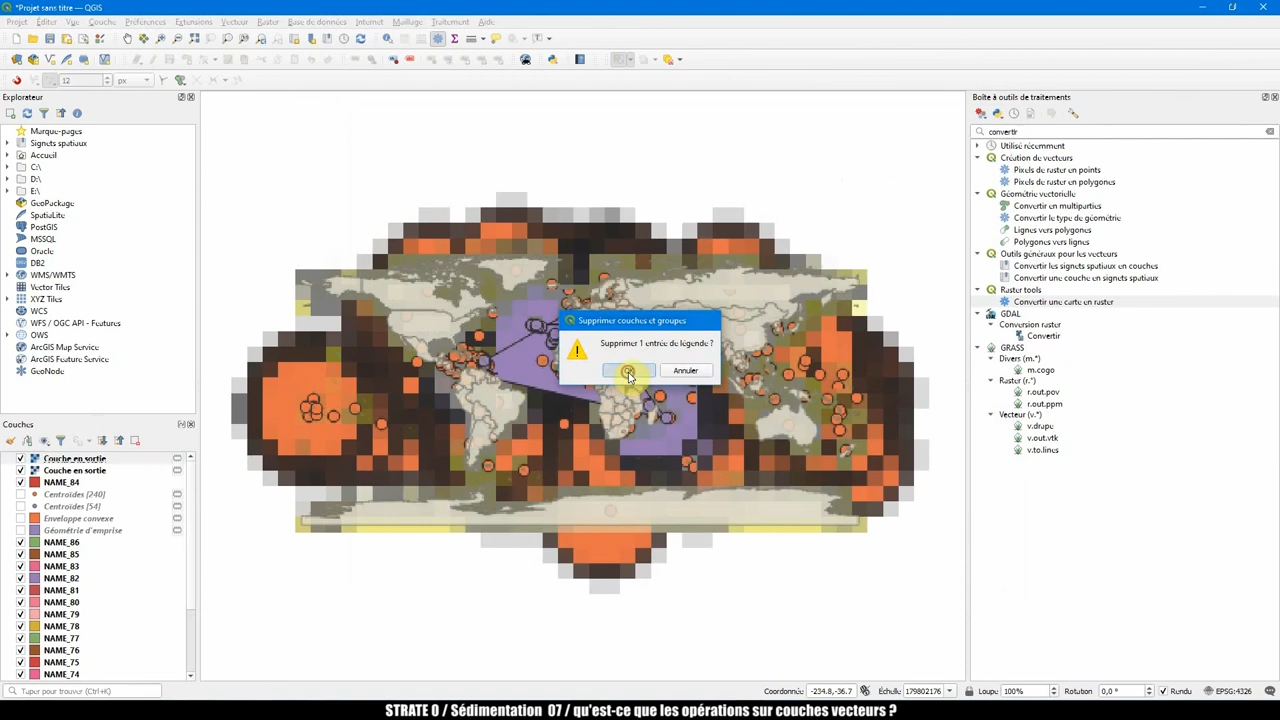 *Projet sans titre — QGIS
Projet Éditer Vue Couche Préférences Extensions Vecteur Raster Base de données Internet Maillage Traitement Aide
12 px
Explorateur
Marque-pages
Signets spatiaux
Accueil
C:\
D:\
E:\
GeoPackage
SpatiaLite
PostGIS
MSSQL
Oracle
DB2
WMS/WMTS
Vector Tiles
XYZ Tiles
WCS
WFS / OGC API - Features
OWS
ArcGIS Map Service
ArcGIS Feature Service
GeoNode
Couches
Couche en sortie
Couche en sortie
NAME_84
Centroïdes [240]
Centroïdes [54]
Enveloppe convexe
Géométrie d'emprise
NAME_86
NAME_85
NAME_83
NAME_82
NAME_81
NAME_80
NAME_79
NAME_78
NAME_77
NAME_76
NAME_75
NAME_74
Supprimer couches et groupes
Supprimer 1 entrée de légende ?
Annuler
Boîte à outils de traitements
convertir
Utilisé récemment
Création de vecteurs
Pixels de raster en points
Pixels de raster en polygones
Géométrie vectorielle
Convertir en multiparties
Convertir le type de géométrie
Lignes vers polygones
Polygones vers lignes
Outils généraux pour les vecteurs
Convertir les signets spatiaux en couches
Convertir une couche en signets spatiaux
Raster tools
Convertir une carte en raster
GDAL
Conversion raster
Convertir
GRASS
Divers (m.*)
m.cogo
Raster (r.*)
r.out.pov
r.out.ppm
Vecteur (v.*)
v.drape
v.out.vtk
v.to.lines
Tuper pour trouver (Ctrl+K)
Coordonnée -234.8,-36.7 Échelle 179802176 Loupe 100% Rotation 0,0 ° Rendu EPSG:4326
STRATE 0 / Sédimentation 07 / qu'est-ce que les opérations sur couches vecteurs ?